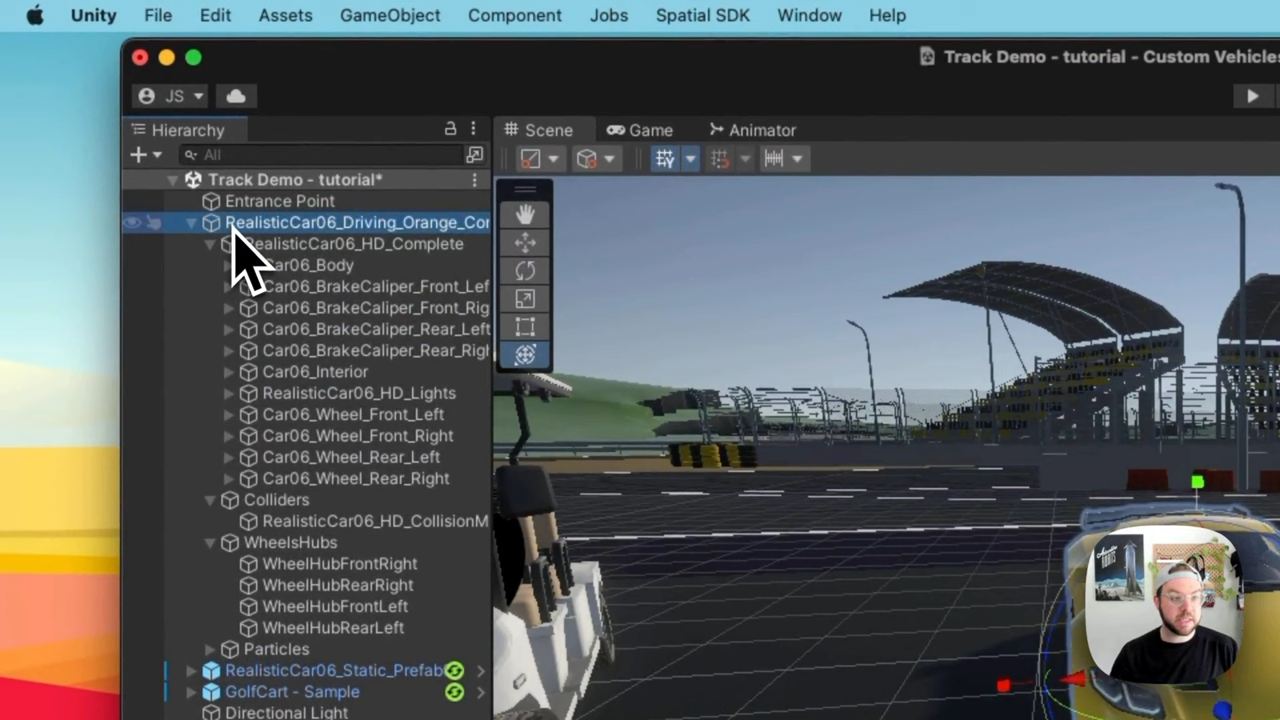 Unity File Edit Assets GameObject Component Jobs Spatial SDK Window Help
Track Demo - tutorial - Custom Vehicles
JS
Hierarchy
Scene Game Animator
All
Track Demo - tutorial*
Entrance Point
RealisticCar06_Driving_Orange_Cor
RealisticCar06_HD_Complete
Car06_Body
Car06_BrakeCaliper_Front_Lef
Car06_BrakeCaliper_Front_Rig
Car06_BrakeCaliper_Rear_Left
Car06_BrakeCaliper_Rear_Righ
Car06_Interior
RealisticCar06_HD_Lights
Car06_Wheel_Front_Left
Car06_Wheel_Front_Right
Car06_Wheel_Rear_Left
Car06_Wheel_Rear_Right
Colliders
RealisticCar06_HD_CollisionM
WheelsHubs
WheelHubFrontRight
WheelHubRearRight
WheelHubFrontLeft
WheelHubRearLeft
Particles
RealisticCar06_Static_Prefab
GolfCart - Sample
Directional Light